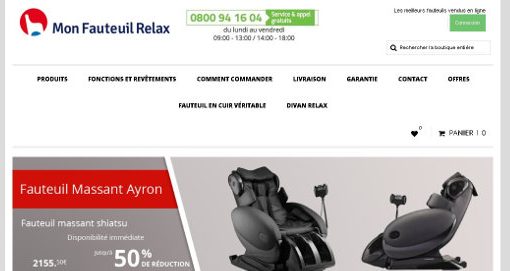 Mon Fauteuil Relax
0800 94 16 04 Service & appel gratuits
du lundi au vendredi
09:00 - 13:00 / 14:00 - 18:00
Les meilleurs fauteuils vendus en ligne
Connexion
Rechercher la boutique entière
PRODUITS FONCTIONS ET REVÊTEMENTS COMMENT COMMANDER LIVRAISON GARANTIE CONTACT OFFRES
FAUTEUIL EN CUIR VÉRITABLE DIVAN RELAX
0 PANIER | 0
Fauteuil Massant Ayron
Fauteuil massant shiatsu
Disponibilité immédiate
2155,50€ jusqu'à 50% DE RÉDUCTION